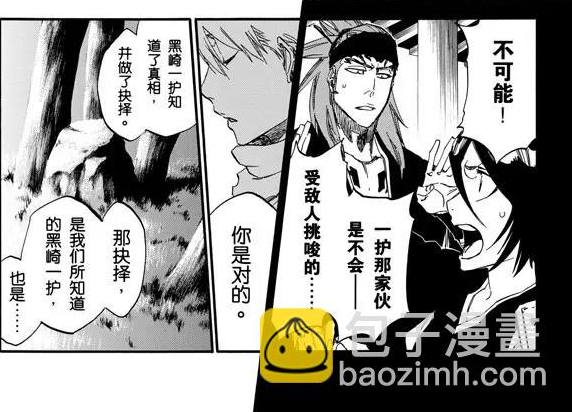 不可能！
一护那家伙
是不会——
受敌人挑唆的……
你是对的。
黑崎一护知
道了真相，
并做了抉择。
那抉择，
是我们所知道
的黑崎一护，
也是……
包子漫畫
baozimh.com